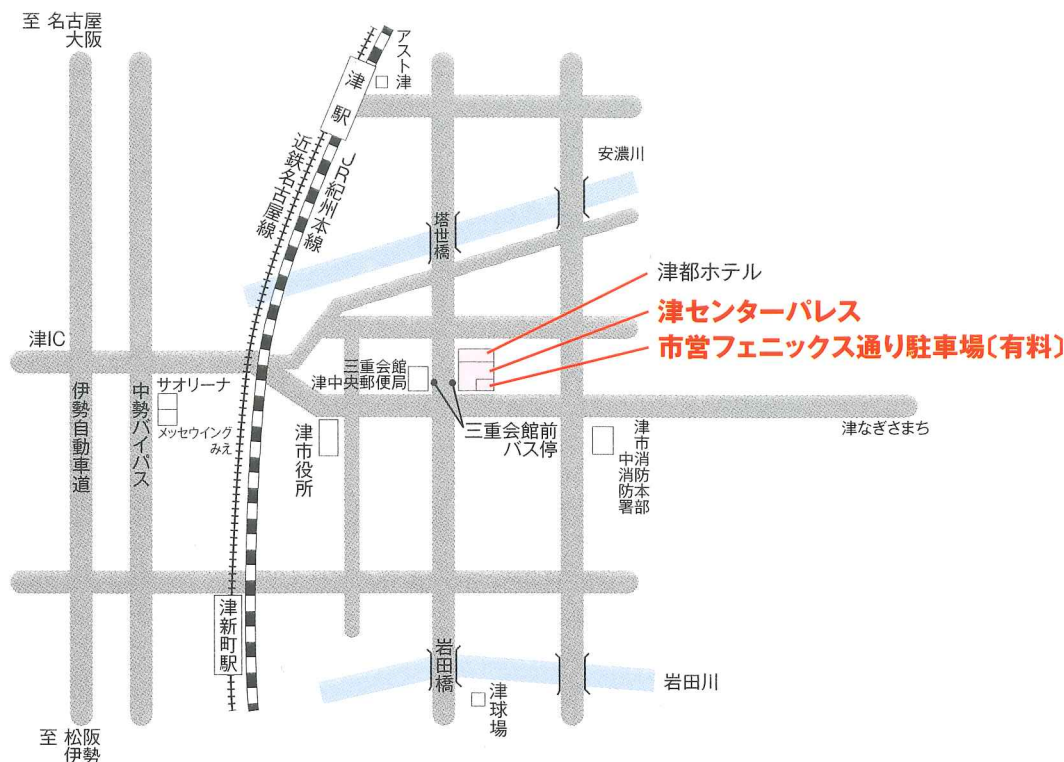 至 名古屋
大阪
アスト津
津駅
近鉄名古屋線
JR紀州本線
安濃川
塔世橋
津都ホテル
津センターパレス
市営フェニックス通り駐車場〔有料〕
津IC
三重会館
津中央郵便局
サオリーナ
メッセウイング
みえ
伊勢自動車道
中勢バイパス
津市役所
三重会館前
バス停
津市消防本部
中消防署
津なぎさまち
津新町駅
岩田橋
岩田川
津球場
至 松阪
伊勢